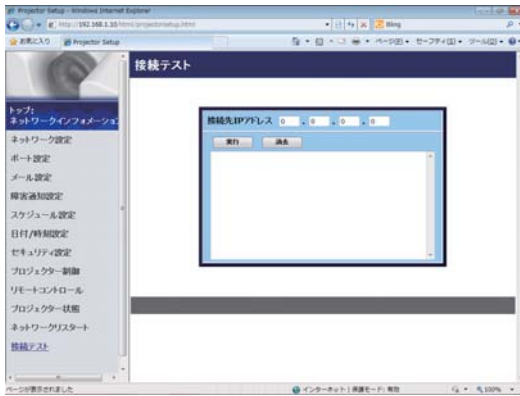 Projector Setup - Windows Internet Explorer
http://192.168.1.10/html/projectorsetup.html
Bing
お気に入り
Projector Setup
ページ(P)
セーフティ(S)
ツール(O)
接続テスト
トップ:
ネットワークインフォメーション
ネットワーク設定
ポート設定
メール設定
障害通知設定
スケジュール設定
日付/時刻設定
セキュリティ設定
プロジェクター制御
リモートコントロール
プロジェクター状態
ネットワークリスタート
接続テスト
接続先IPアドレス 0 . 0 . 0 . 0
実行 消去
ページが表示されました
インターネット | 保護モード: 無効
100%